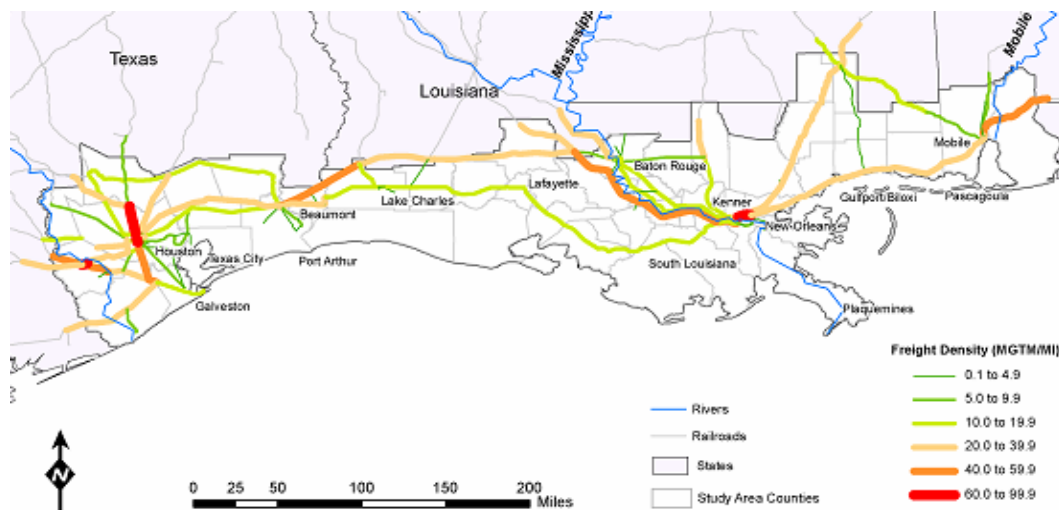 Texas
Louisiana
Mississipp
Mobile
Mobile
Baton Rouge
Lafayette
Lake Charles
Beaumont
Kenner
Gulfport/Biloxi
Pascagoula
New Orleans
Houston
Texas City
Port Arthur
South Louisiana
Galveston
Plaquemines
Freight Density (MGTM/MI)
0.1 to 4.9
5.0 to 9.9
10.0 to 19.9
20.0 to 39.9
40.0 to 59.9
60.0 to 99.9
Rivers
Railroads
States
Study Area Counties
N
0 25 50 100 150 200
Miles